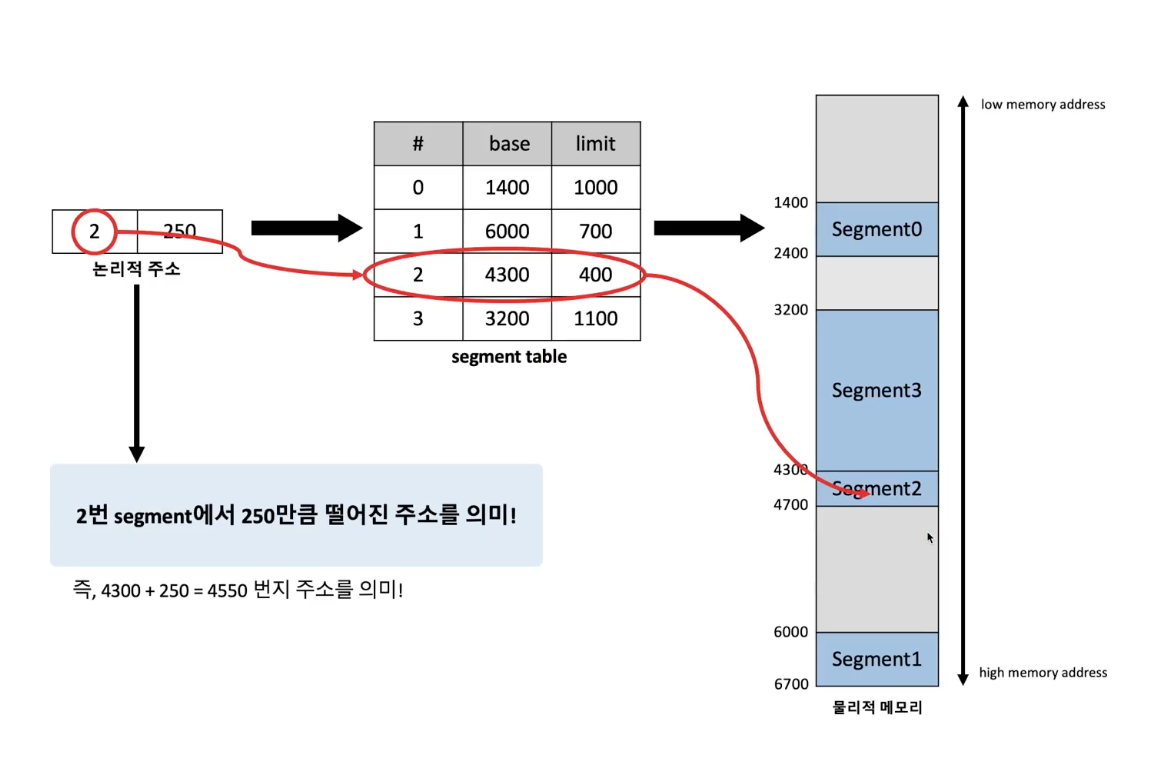 # base limit
0 1400 1000
1 6000 700
2 4300 400
3 3200 1100
segment table
2 250
논리적 주소
2번 segment에서 250만큼 떨어진 주소를 의미!
즉, 4300 + 250 = 4550 번지 주소를 의미!
low memory address
1400
Segment0
2400
3200
Segment3
4300
Segment2
4700
6000
Segment1
6700
high memory address
물리적 메모리